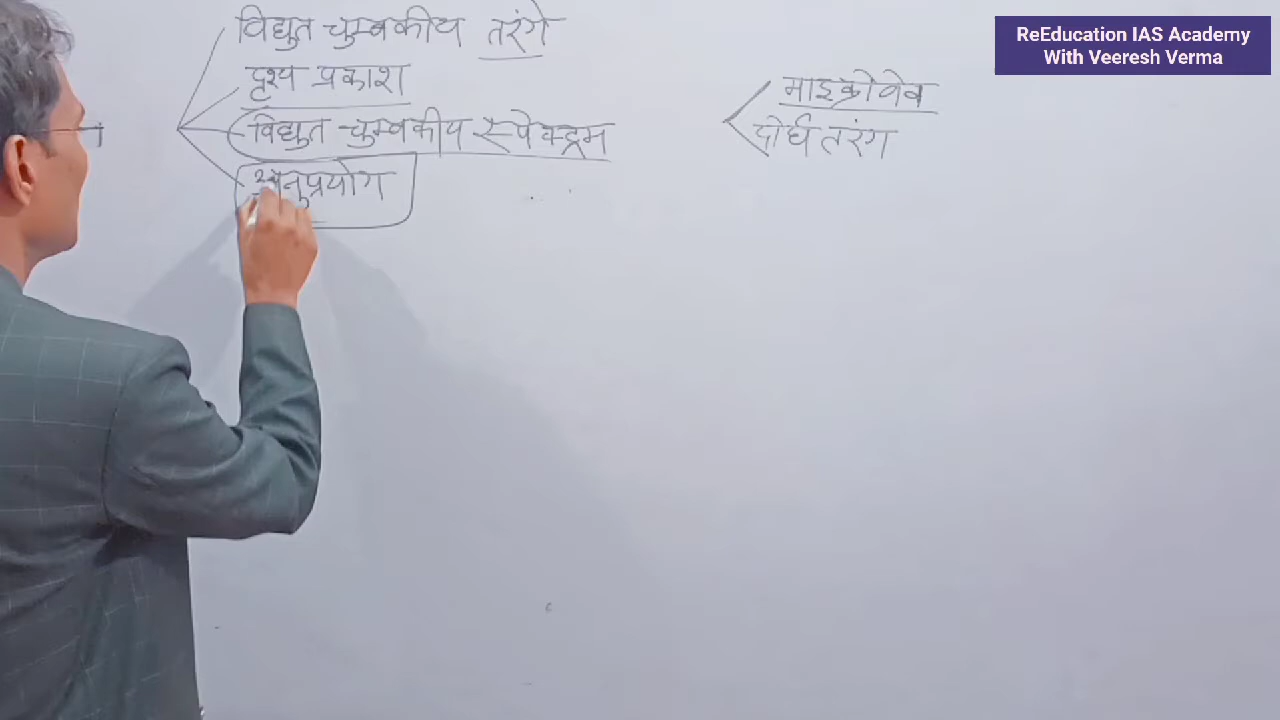 विद्युत चुम्बकीय तरंगे
दृश्य प्रकाश
विद्युत चुम्बकीय स्पेक्ट्रम
अनुप्रयोग
माइक्रोवेव
दीर्घ तरंग
ReEducation IAS Academy
With Veeresh Verma